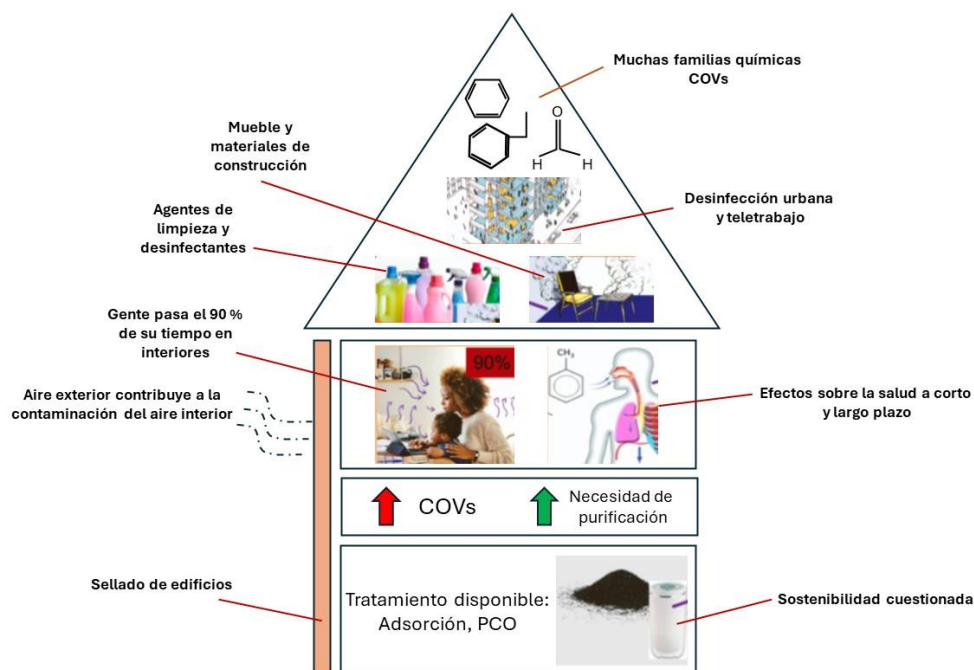 Muchas familias químicas
COVs
O
H
H
Mueble y
materiales de
construcción
Desinfección urbana
y teletrabajo
Agentes de
limpieza y
desinfectantes
Gente pasa el 90 %
de su tiempo en
interiores
90%
CH3
Aire exterior contribuye a la
contaminación del aire interior
Efectos sobre la salud a corto
y largo plazo
COVs
Necesidad de
purificación
Sellado de edificios
Tratamiento disponible:
Adsorción, PCO
Sostenibilidad cuestionada